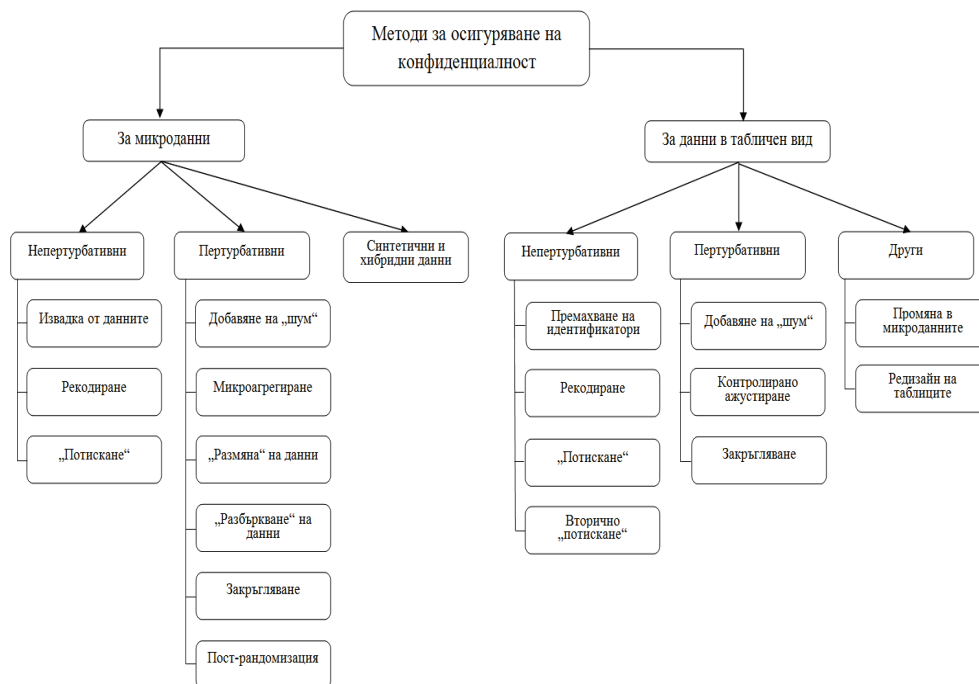 Методи за осигуряване на
конфиденциалност
За микроданни
За данни в табличен вид
Непертурбативни
Пертурбативни
Синтетични и
хибридни данни
Непертурбативни
Пертурбативни
Други
Извадка от данните
Рекодиране
„Потискане“
Добавяне на „шум“
Микроагрегиране
„Размяна“ на данни
„Разбъркване“ на
данни
Закръгляване
Пост-рандомизация
Премахване на
идентификатори
Рекодиране
„Потискане“
Вторично
„потискане“
Добавяне на „шум“
Контролирано
ажустиране
Закръгляване
Промяна в
микроданните
Редизайн на
таблиците